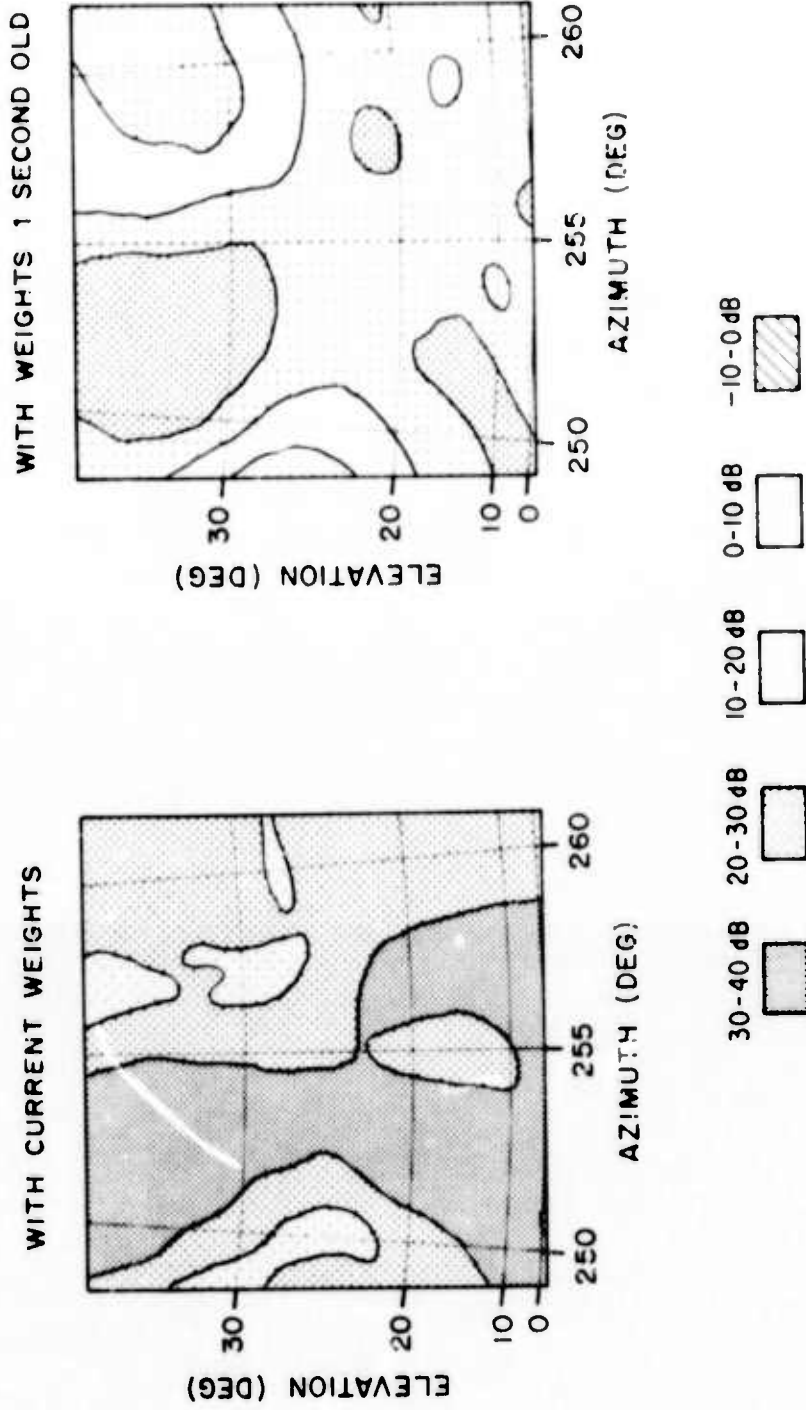 WITH CURRENT WEIGHTS
ELEVATION (DEG)
30
20
10
0
250
255
260
AZIMUTH (DEG)
WITH WEIGHTS 1 SECOND OLD
ELEVATION (DEG)
30
20
10
0
250
255
260
AZIMUTH (DEG)
30-40 dB
20-30 dB
10-20 dB
0-10 dB
-10-0 dB